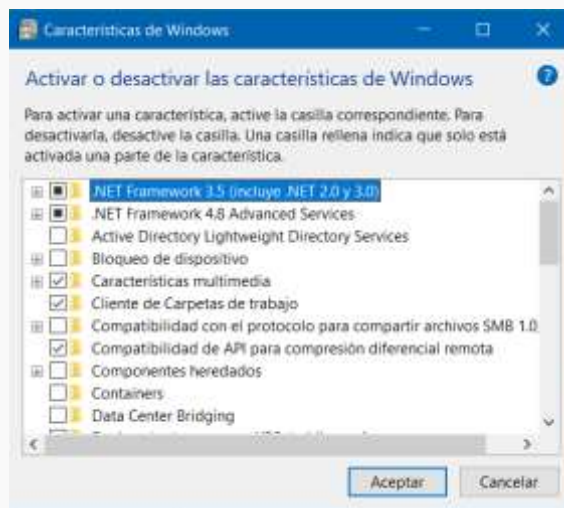 Características de Windows
Activar o desactivar las características de Windows
Para activar una característica, active la casilla correspondiente. Para
desactivarla, desactive la casilla. Una casilla rellena indica que solo está
activada una parte de la característica.
.NET Framework 3.5 (incluye .NET 2.0 y 3.0)
.NET Framework 4.8 Advanced Services
Active Directory Lightweight Directory Services
Bloqueo de dispositivo
Características multimedia
Cliente de Carpetas de trabajo
Compatibilidad con el protocolo para compartir archivos SMB 1.0
Compatibilidad de API para compresión diferencial remota
Componentes heredados
Containers
Data Center Bridging
Aceptar
Cancelar